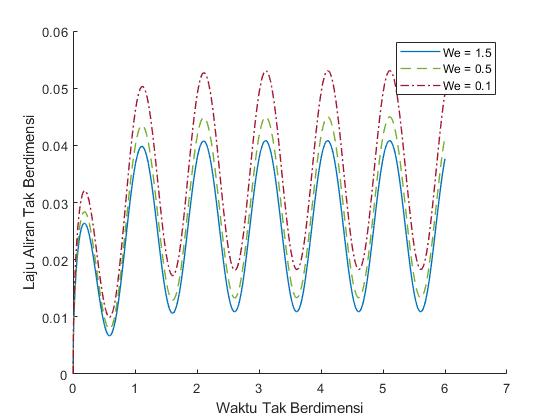 0.06
0.05
0.04
0.03
0.02
0.01
0
Laju Aliran Tak Berdimensi
We = 1.5
We = 0.5
We = 0.1
0 1 2 3 4 5 6 7
Waktu Tak Berdimensi